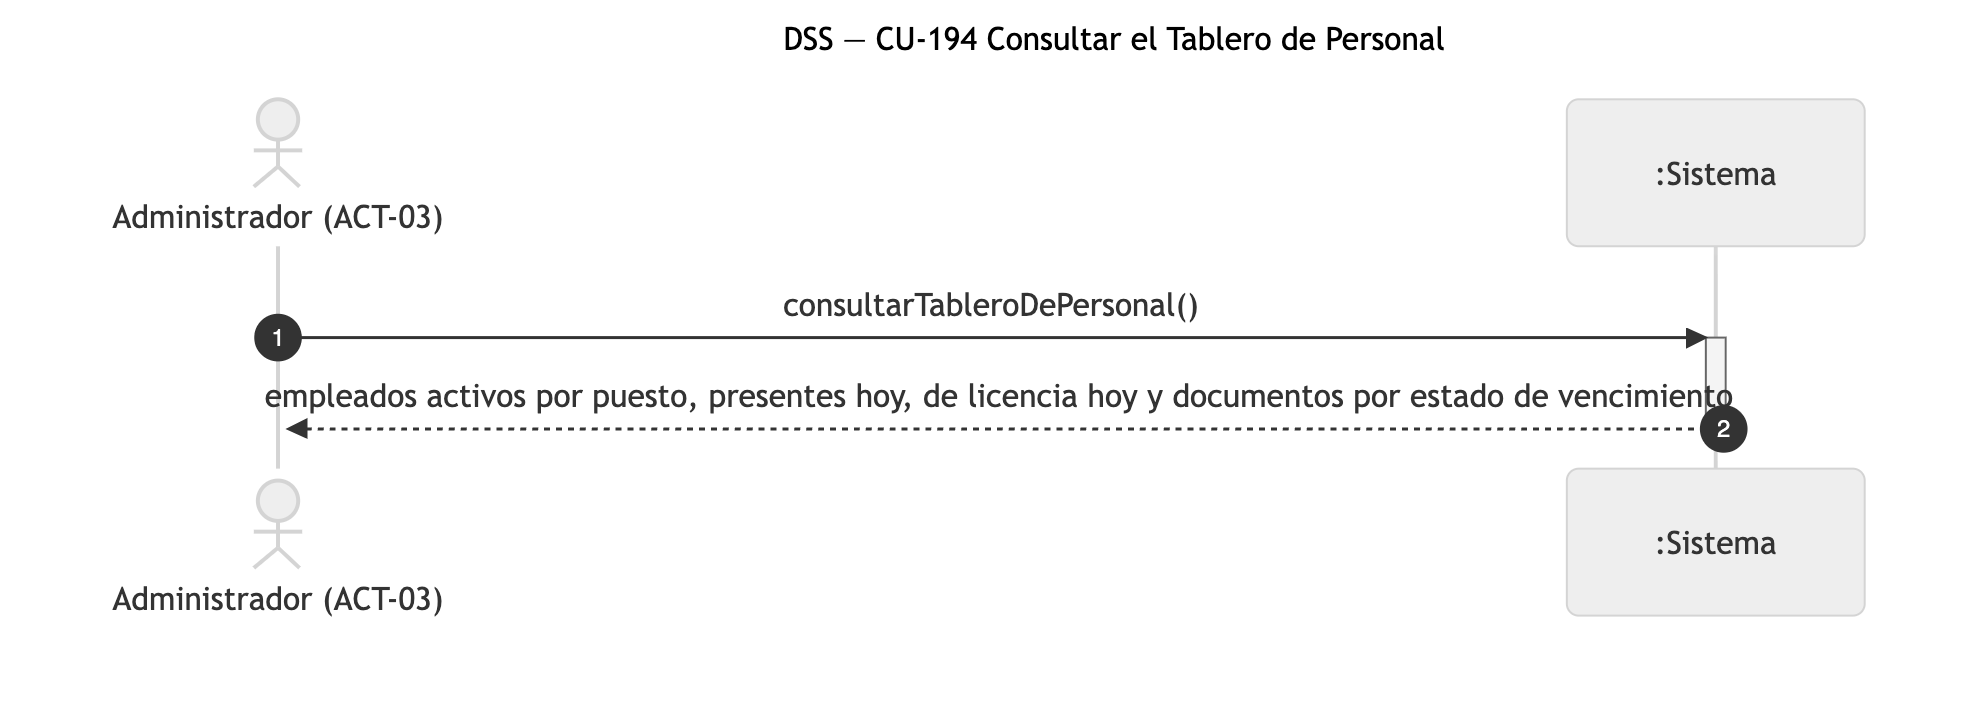 DSS — CU-194 Consultar el Tablero de Personal
Administrador (ACT-03)
:Sistema
consultarTableroDePersonal()
1
empleados activos por puesto, presentes hoy, de licencia hoy y documentos por estado de vencimiento
2
Administrador (ACT-03)
:Sistema